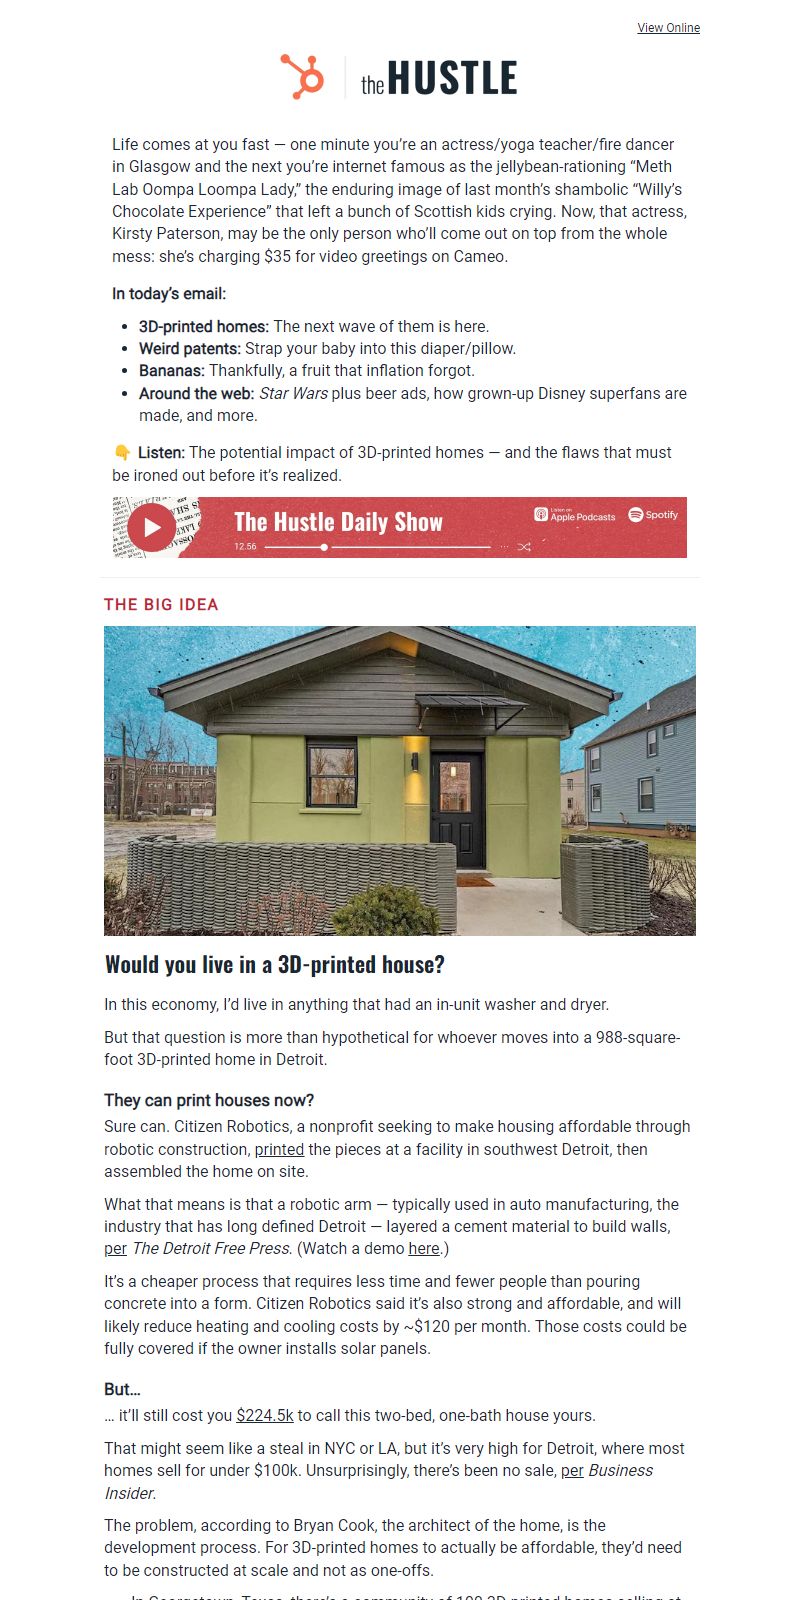 View Online
the HUSTLE
Life comes at you fast — one minute you’re an actress/yoga teacher/fire dancer
in Glasgow and the next you’re internet famous as the jellybean-rationing “Meth
Lab Oompa Loompa Lady,” the enduring image of last month’s shambolic “Willy’s
Chocolate Experience” that left a bunch of Scottish kids crying. Now, that actress,
Kirsty Paterson, may be the only person who’ll come out on top from the whole
mess: she’s charging $35 for video greetings on Cameo.
In today’s email:
• 3D-printed homes: The next wave of them is here.
• Weird patents: Strap your baby into this diaper/pillow.
• Bananas: Thankfully, a fruit that inflation forgot.
• Around the web: Star Wars plus beer ads, how grown-up Disney superfans are
made, and more.
👇 Listen: The potential impact of 3D-printed homes — and the flaws that must
be ironed out before it’s realized.
The Hustle Daily Show
Listen on
Apple Podcasts
Spotify
12.56
THE BIG IDEA
Would you live in a 3D-printed house?
In this economy, I’d live in anything that had an in-unit washer and dryer.
But that question is more than hypothetical for whoever moves into a 988-square-
foot 3D-printed home in Detroit.
They can print houses now?
Sure can. Citizen Robotics, a nonprofit seeking to make housing affordable through
robotic construction, printed the pieces at a facility in southwest Detroit, then
assembled the home on site.
What that means is that a robotic arm — typically used in auto manufacturing, the
industry that has long defined Detroit — layered a cement material to build walls,
per The Detroit Free Press. (Watch a demo here.)
It’s a cheaper process that requires less time and fewer people than pouring
concrete into a form. Citizen Robotics said it’s also strong and affordable, and will
likely reduce heating and cooling costs by ~$120 per month. Those costs could be
fully covered if the owner installs solar panels.
But…
… it’ll still cost you $224.5k to call this two-bed, one-bath house yours.
That might seem like a steal in NYC or LA, but it’s very high for Detroit, where most
homes sell for under $100k. Unsurprisingly, there’s been no sale, per Business
Insider.
The problem, according to Bryan Cook, the architect of the home, is the
development process. For 3D-printed homes to actually be affordable, they’d need
to be constructed at scale and not as one-offs.
In Georgetown, Texas, there’s a community of 100 3D-printed homes selling at